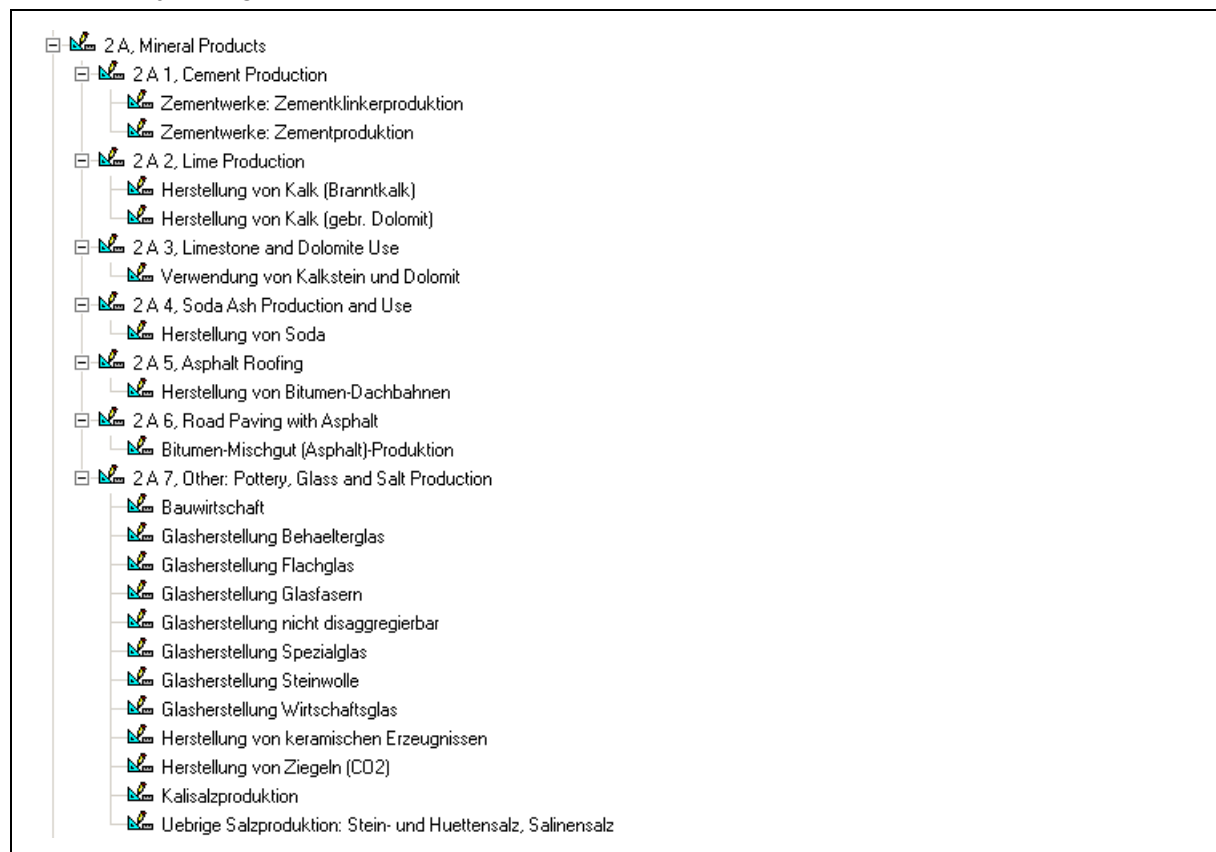 2 A, Mineral Products
2 A 1, Cement Production
Zementwerke: Zementklinkerproduktion
Zementwerke: Zementproduktion
2 A 2, Lime Production
Herstellung von Kalk (Branntkalk)
Herstellung von Kalk (gebr. Dolomit)
2 A 3, Limestone and Dolomite Use
Verwendung von Kalkstein und Dolomit
2 A 4, Soda Ash Production and Use
Herstellung von Soda
2 A 5, Asphalt Roofing
Herstellung von Bitumen-Dachbahnen
2 A 6, Road Paving with Asphalt
Bitumen-Mischgut (Asphalt)-Produktion
2 A 7, Other: Pottery, Glass and Salt Production
Bauwirtschaft
Glasherstellung Behaelterglas
Glasherstellung Flachglas
Glasherstellung Glasfasern
Glasherstellung nicht disaggregierbar
Glasherstellung Spezialglas
Glasherstellung Steinwolle
Glasherstellung Wirtschaftsglas
Herstellung von keramischen Erzeugnissen
Herstellung von Ziegeln (CO2)
Kalisalzproduktion
Uebrige Salzproduktion: Stein- und Huettensalz, Salinensalz